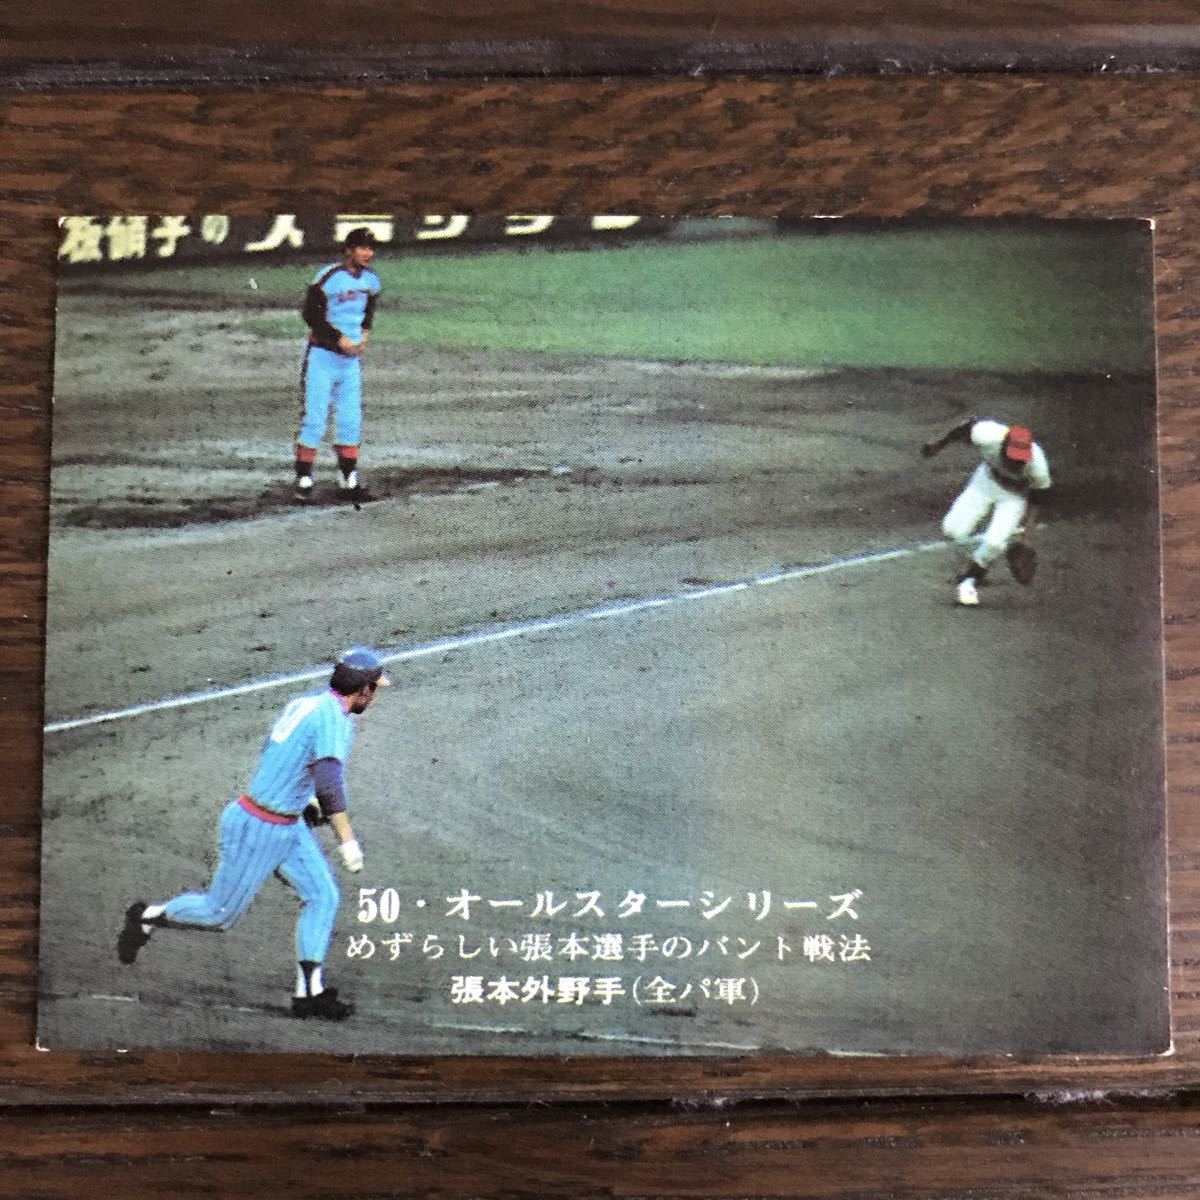 50・オールスターシリーズ
めずらしい張本選手のバント戦法
張本外野手(全パ軍)